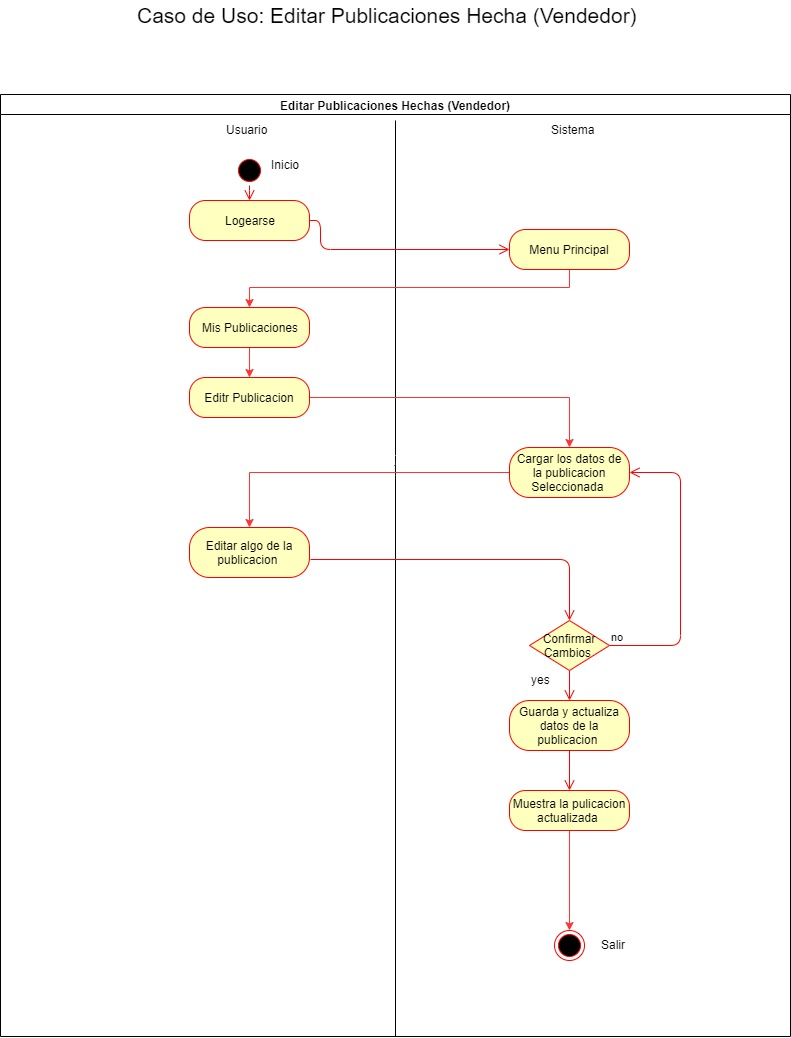 Caso de Uso: Editar Publicaciones Hecha (Vendedor)
Editar Publicaciones Hechas (Vendedor)
Usuario
Sistema
Inicio
Logearse
Menu Principal
Mis Publicaciones
Editr Publicacion
Cargar los datos de
la publicacion
Seleccionada
Editar algo de la
publicacion
Confirmar
Cambios
no
yes
Guarda y actualiza
datos de la
publicacion
Muestra la pulicacion
actualizada
Salir